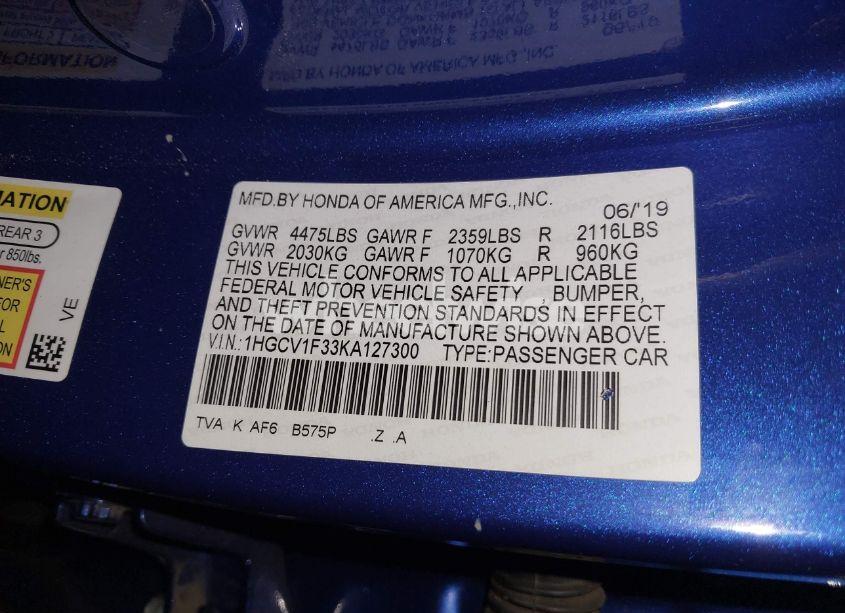 MFD.BY HONDA OF AMERICA MFG.,INC.
06/'19
GVWR 4475LBS GAWR F 2359LBS R 2116LBS
GVWR 2030KG GAWR F 1070KG R 960KG
THIS VEHICLE CONFORMS TO ALL APPLICABLE
FEDERAL MOTOR VEHICLE SAFETY , BUMPER,
AND THEFT PREVENTION STANDARDS IN EFFECT
ON THE DATE OF MANUFACTURE SHOWN ABOVE.
V.I.N.:1HGCV1F33KA127300 TYPE:PASSENGER CAR
TVA K AF6 B575P .Z .A
REAR 3
850lbs.
FOR
VE